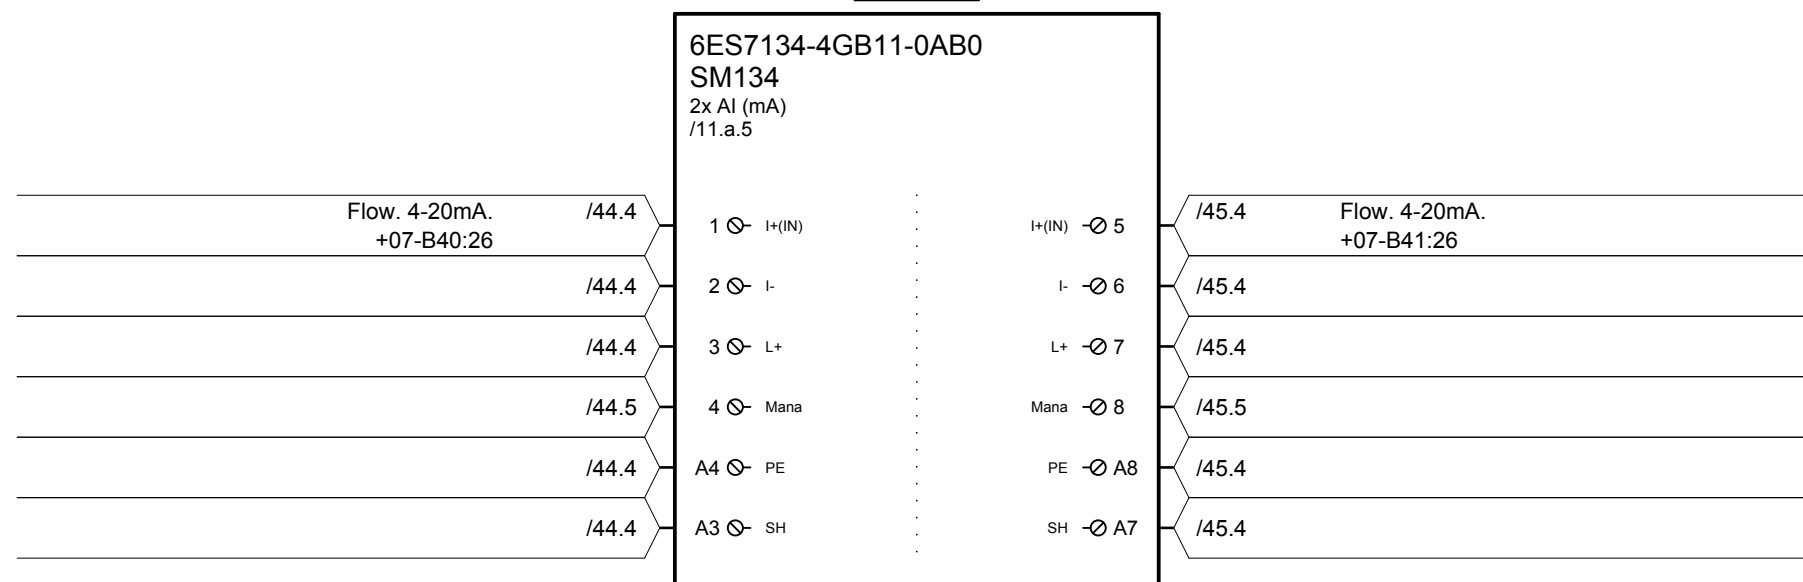 6ES7134-4GB11-0AB0
SM134
2x AI (mA)
/11.a.5
Flow. 4-20mA. /44.4 1 I+(IN) I+(IN) 5 /45.4 Flow. 4-20mA.
+07-B40:26 +07-B41:26
/44.4 2 I- I- 6 /45.4
/44.4 3 L+ L+ 7 /45.4
/44.5 4 Mana Mana 8 /45.5
/44.4 A4 PE PE A8 /45.4
/44.4 A3 SH SH A7 /45.4